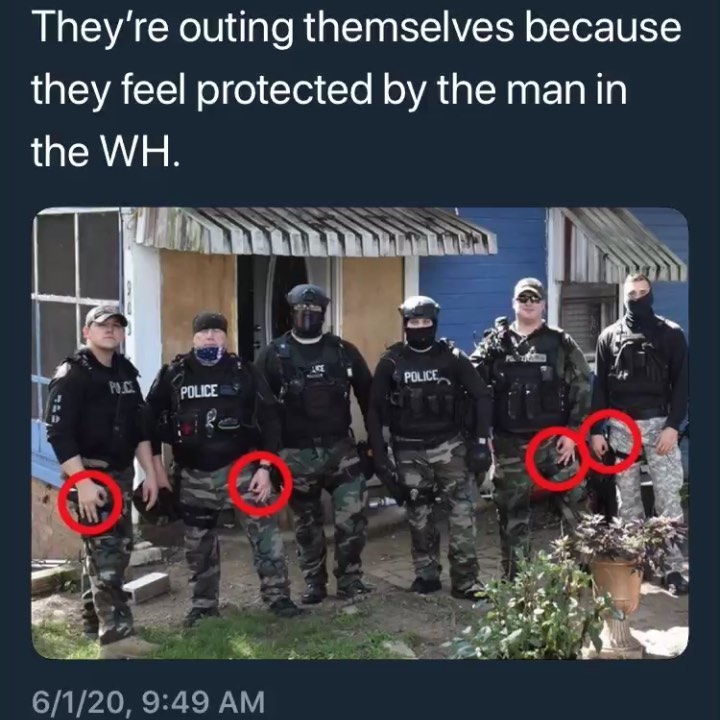 They’re outing themselves because
they feel protected by the man in
the WH.
POLICE
POLICE
POLICE
6/1/20, 9:49 AM